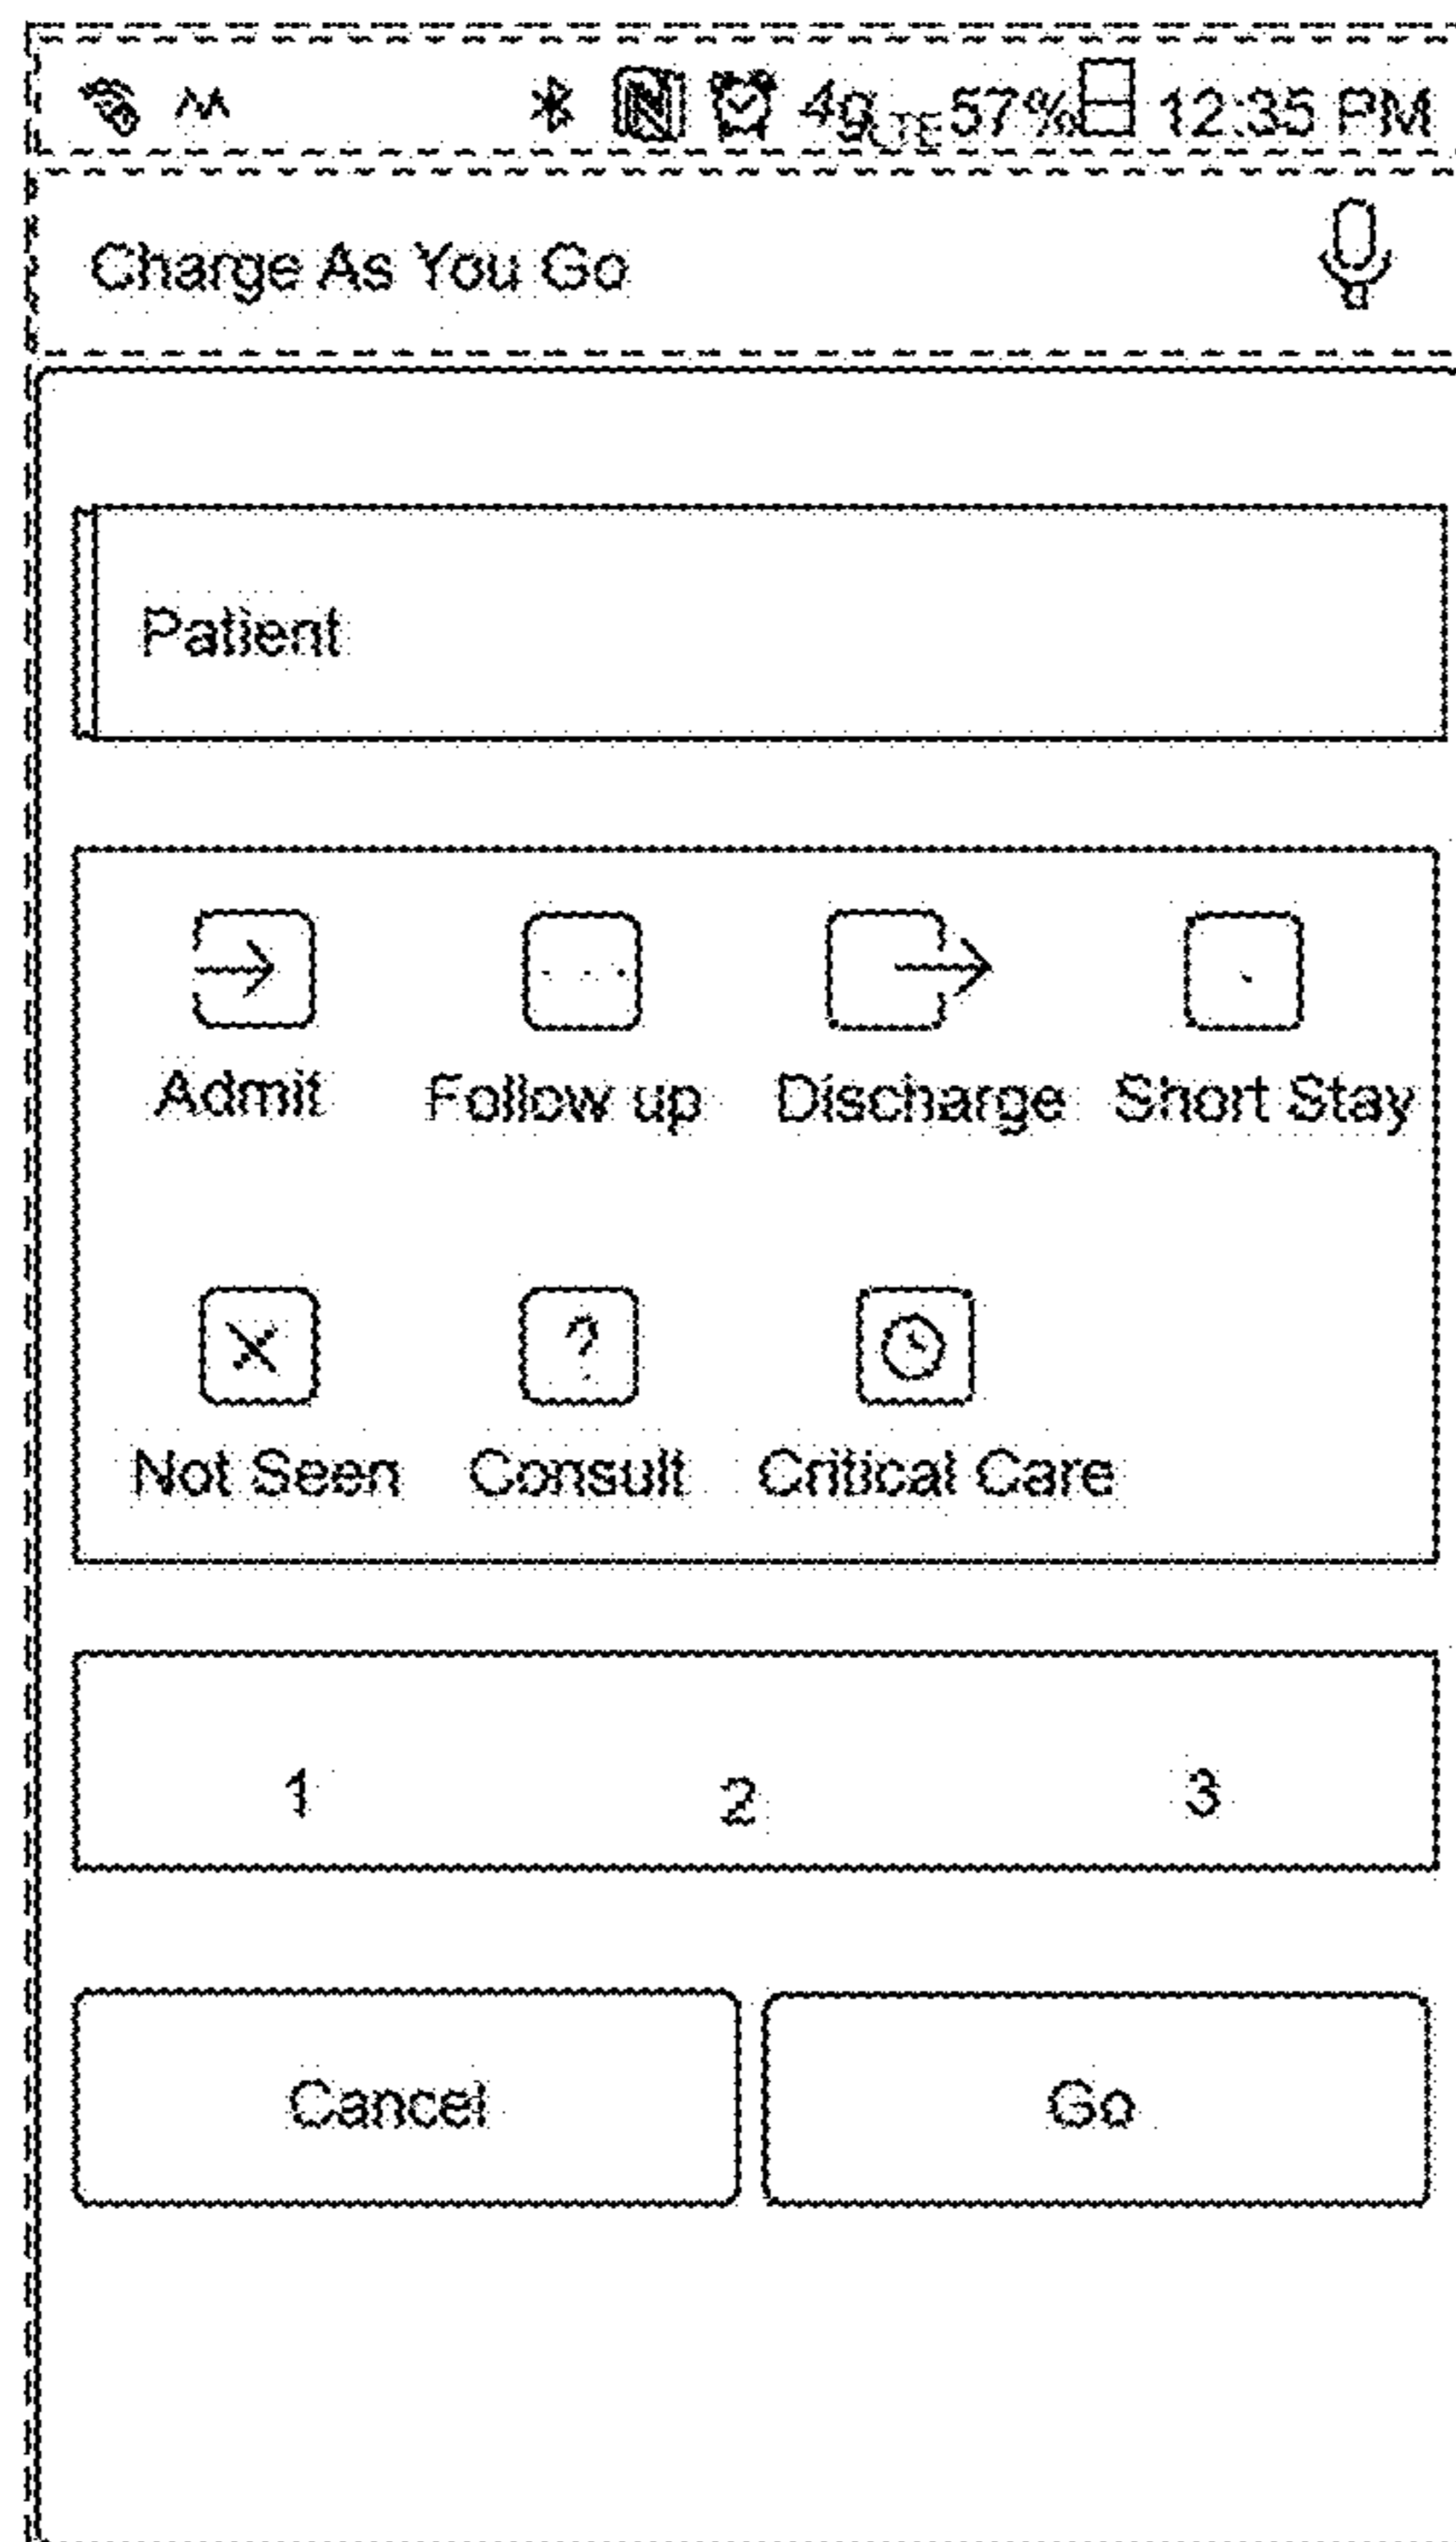 4g LTE 57% 12:35 PM
Charge As You Go
Patient
Admit Follow up Discharge Short Stay
Not Seen Consult Critical Care
1 2 3
Cancel Go